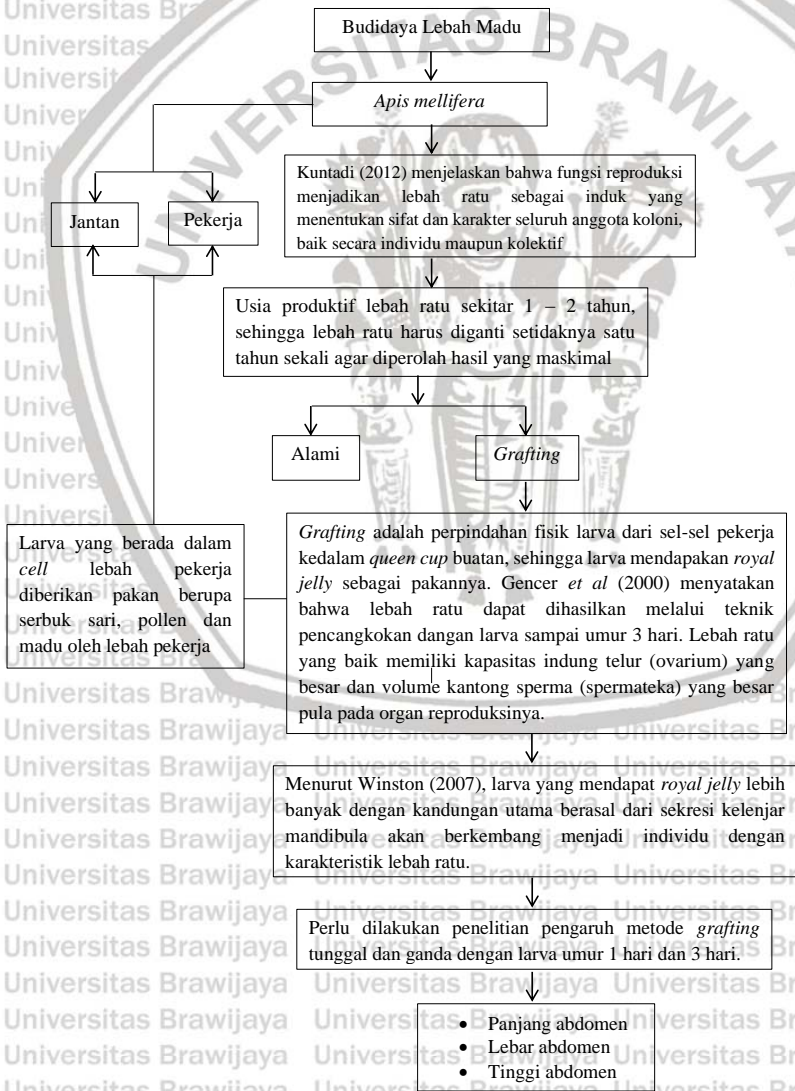 Budidaya Lebah Madu
Apis mellifera
Jantan
Pekerja
Kuntadi (2012) menjelaskan bahwa fungsi reproduksi
menjadikan lebah ratu sebagai induk yang
menentukan sifat dan karakter seluruh anggota koloni,
baik secara individu maupun kolektif
Usia produktif lebah ratu sekitar 1 – 2 tahun,
sehingga lebah ratu harus diganti setidaknya satu
tahun sekali agar diperolah hasil yang maskimal
Alami
Grafting
Larva yang berada dalam
cell lebah pekerja
diberikan pakan berupa
serbuk sari, pollen dan
madu oleh lebah pekerja
Grafting adalah perpindahan fisik larva dari sel-sel pekerja
kedalam queen cup buatan, sehingga larva mendapakan royal
jelly sebagai pakannya. Gencer et al (2000) menyatakan
bahwa lebah ratu dapat dihasilkan melalui teknik
pencangkokan dangan larva sampai umur 3 hari. Lebah ratu
yang baik memiliki kapasitas indung telur (ovarium) yang
besar dan volume kantong sperma (spermateka) yang besar
pula pada organ reproduksinya.
Menurut Winston (2007), larva yang mendapat royal jelly lebih
banyak dengan kandungan utama berasal dari sekresi kelenjar
mandibula akan berkembang menjadi individu dengan
karakteristik lebah ratu.
Perlu dilakukan penelitian pengaruh metode grafting
tunggal dan ganda dengan larva umur 1 hari dan 3 hari.
• Panjang abdomen
• Lebar abdomen
• Tinggi abdomen